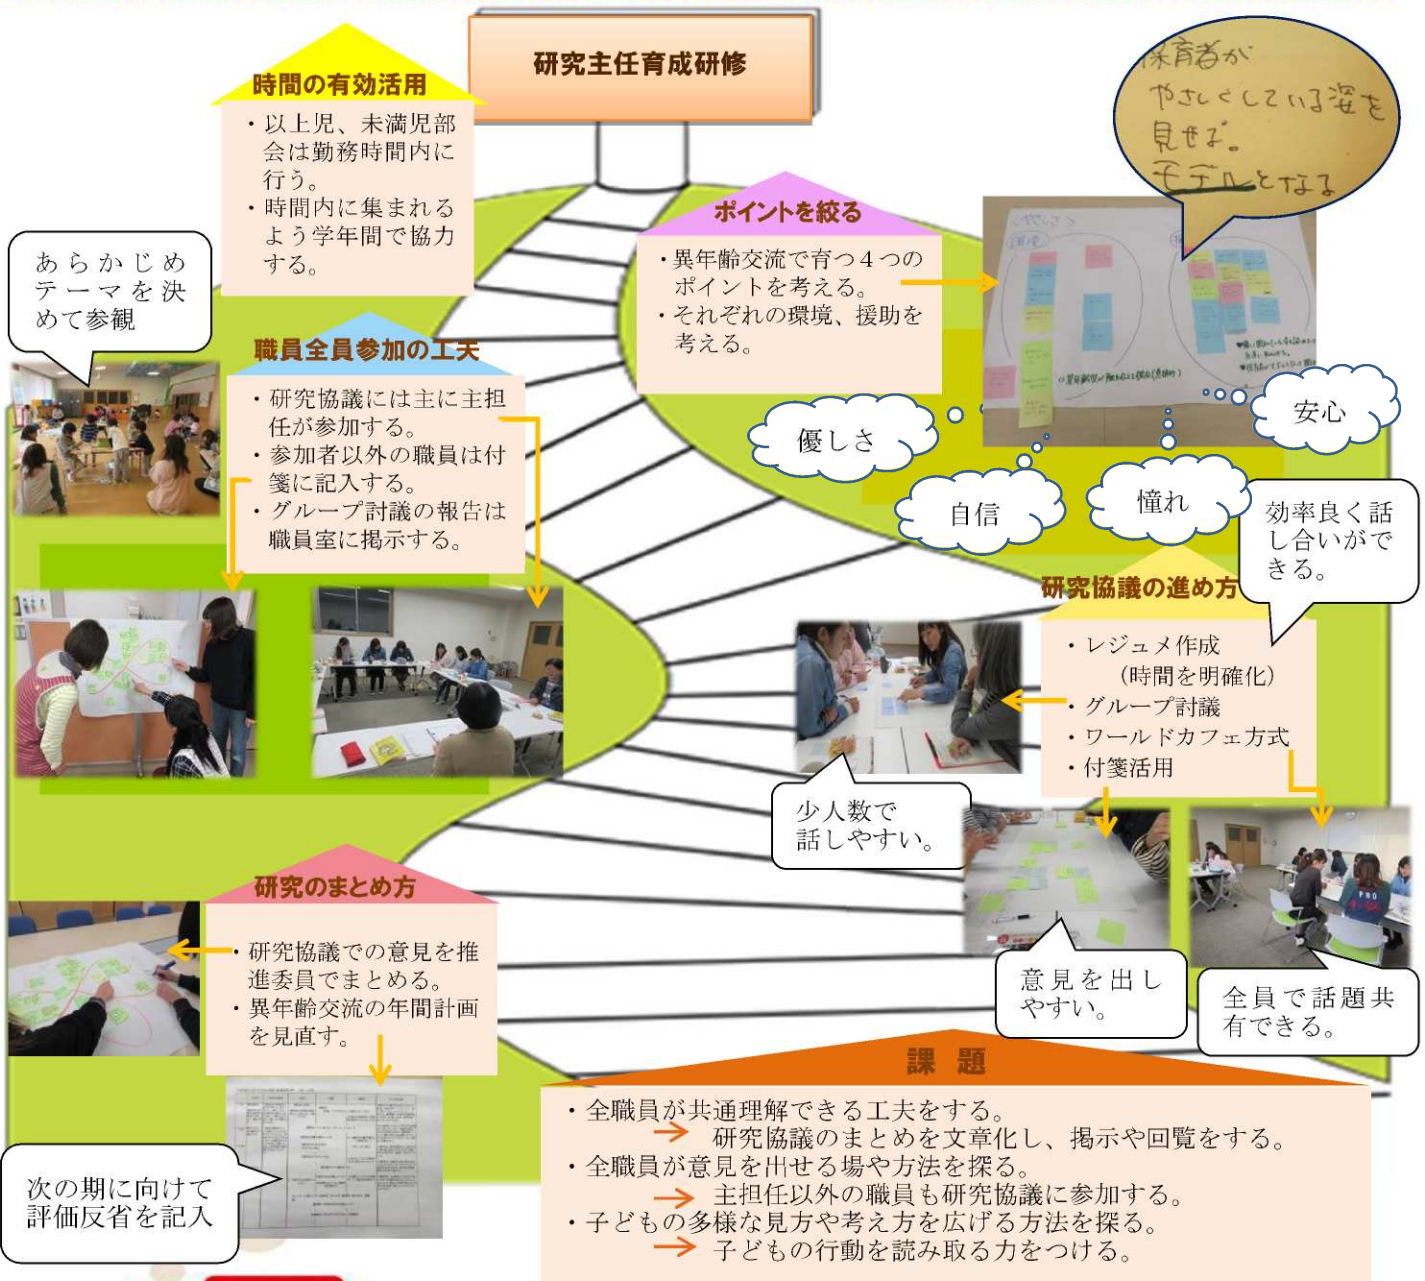 研究主任育成研修
時間の有効活用
・以上児、未満児部
会は勤務時間内に
行う。
・時間内に集まれる
よう学年間で協力
する。
保育者が
やさしくしている姿を
見せる。
モデルとなる
ポイントを絞る
・異年齢交流で育つ4つの
ポイントを考える。
・それぞれの環境、援助を
考える。
あらかじめ
テーマを決
めて参観
職員全員参加の工夫
・研究協議には主に主担
任が参加する。
・参加者以外の職員は付
箋に記入する。
・グループ討議の報告は
職員室に掲示する。
優しさ
自信
憧れ
安心
効率良く話
し合いがで
きる。
研究協議の進め方
・レジュメ作成
（時間を明確化）
・グループ討議
・ワールドカフェ方式
・付箋活用
少人数で
話しやすい。
意見を出し
やすい。
全員で話題共
有できる。
研究のまとめ方
・研究協議での意見を推
進委員でまとめる。
・異年齢交流の年間計画
を見直す。
次の期に向けて
評価反省を記入
課題
・全職員が共通理解できる工夫をする。
→ 研究協議のまとめを文章化し、掲示や回覧をする。
・全職員が意見を出せる場や方法を探る。
→ 主担任以外の職員も研究協議に参加する。
・子どもの多様な見方や考え方を広げる方法を探る。
→ 子どもの行動を読み取る力をつける。